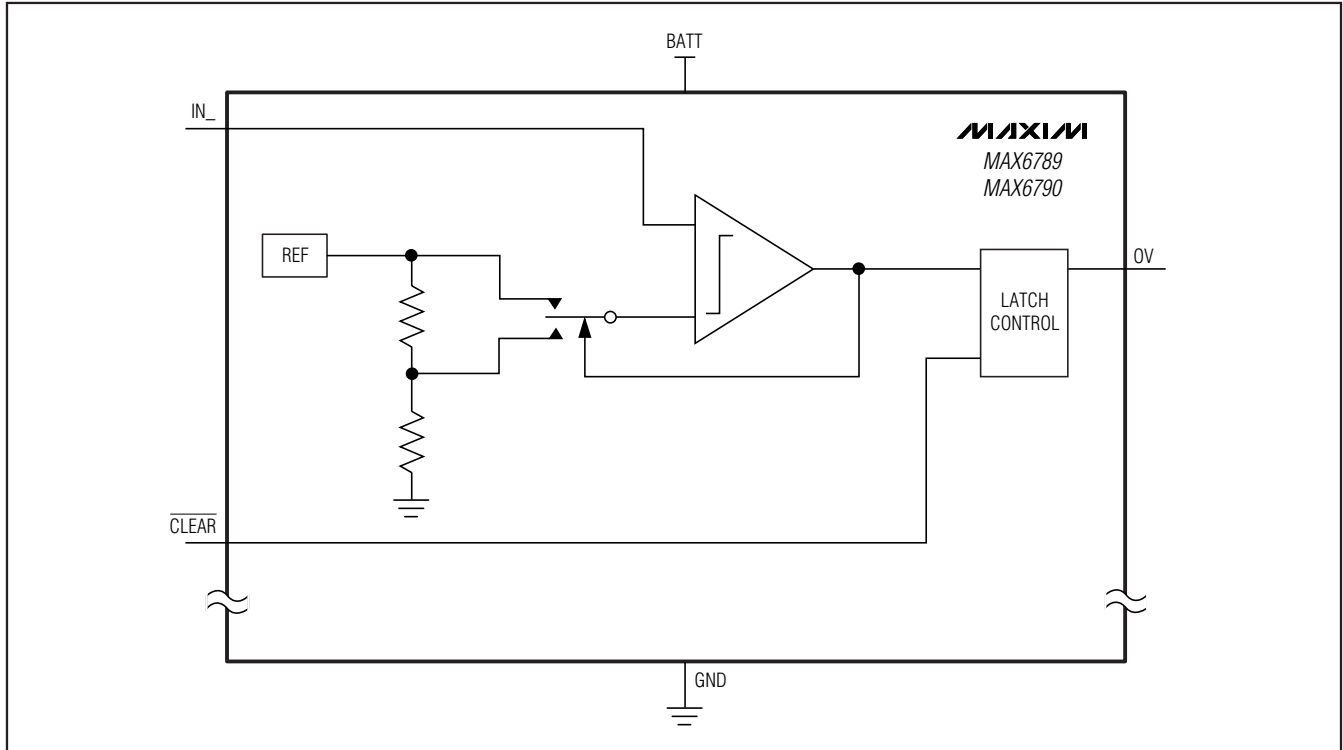 BATT
IN_
MAXIM
MAX6789
MAX6790
REF
OV
LATCH
CONTROL
CLEAR
GND